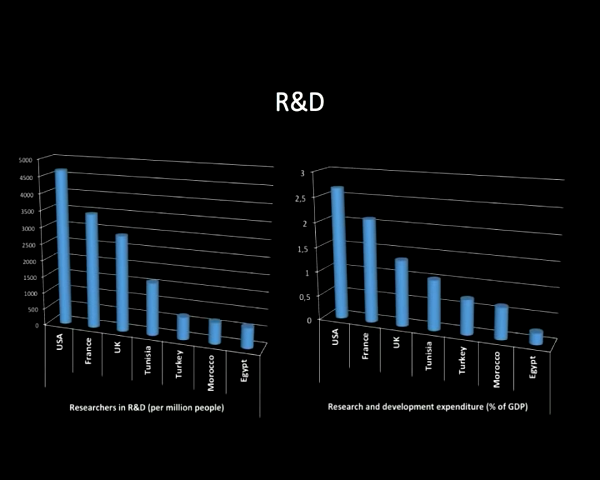 R&D
5000
4500
4000
3500
3000
2500
2000
1500
1000
500
0
USA
France
UK
Tunisia
Turkey
Morocco
Egypt
Researchers in R&D (per million people)
3
2,5
2
1,5
1
0,5
0
USA
France
UK
Tunisia
Turkey
Morocco
Egypt
Research and development expenditure (% of GDP)